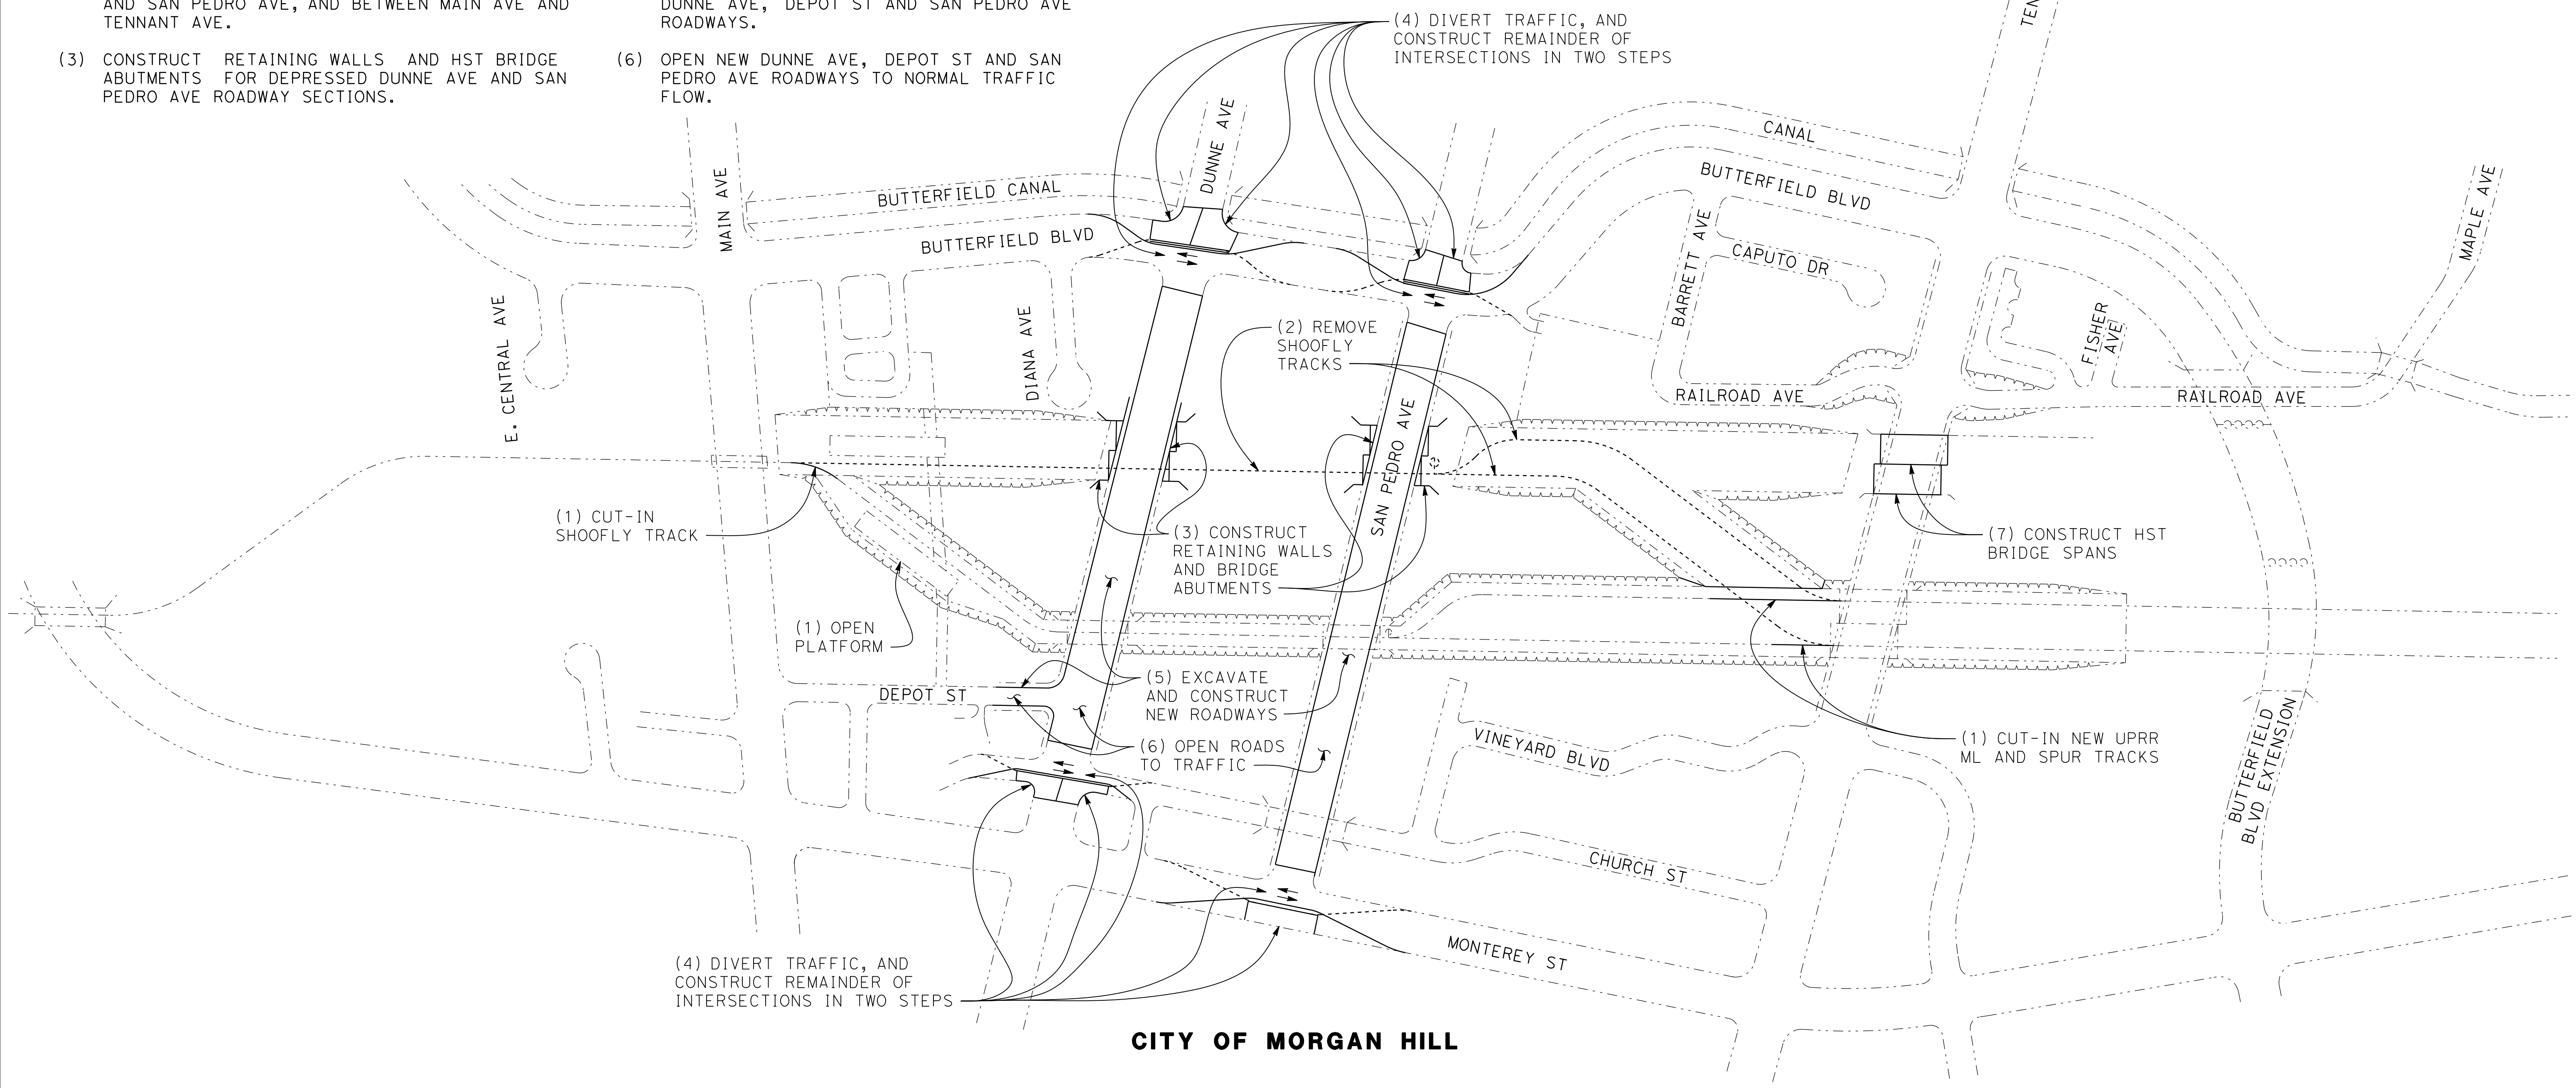 AND SAN PEDRO AVE, AND BETWEEN MAIN AVE AND
TENNANT AVE.
(3) CONSTRUCT RETAINING WALLS AND HST BRIDGE
ABUTMENTS FOR DEPRESSED DUNNE AVE AND SAN
PEDRO AVE ROADWAY SECTIONS.
DUNNE AVE, DEPOT ST AND SAN PEDRO AVE
ROADWAYS.
(6) OPEN NEW DUNNE AVE, DEPOT ST AND SAN
PEDRO AVE ROADWAYS TO NORMAL TRAFFIC
FLOW.
(4) DIVERT TRAFFIC, AND
CONSTRUCT REMAINDER OF
INTERSECTIONS IN TWO STEPS
TEN
CANAL
BUTTERFIELD BLVD
MAIN AVE
BUTTERFIELD CANAL
BUTTERFIELD BLVD
DUNNE AVE
BARRETT AVE
CAPUTO DR
MAPLE AVE
E. CENTRAL AVE
DIANA AVE
(2) REMOVE
SHOOFLY
TRACKS
FISHER
AVE
RAILROAD AVE
RAILROAD AVE
SAN PEDRO AVE
(1) CUT-IN
SHOOFLY TRACK
(3) CONSTRUCT
RETAINING WALLS
AND BRIDGE
ABUTMENTS
(7) CONSTRUCT HST
BRIDGE SPANS
(1) OPEN
PLATFORM
(5) EXCAVATE
AND CONSTRUCT
NEW ROADWAYS
DEPOT ST
(6) OPEN ROADS
TO TRAFFIC
VINEYARD BLVD
(1) CUT-IN NEW UPRR
ML AND SPUR TRACKS
BUTTERFIELD
BLVD EXTENSION
CHURCH ST
MONTEREY ST
(4) DIVERT TRAFFIC, AND
CONSTRUCT REMAINDER OF
INTERSECTIONS IN TWO STEPS
CITY OF MORGAN HILL